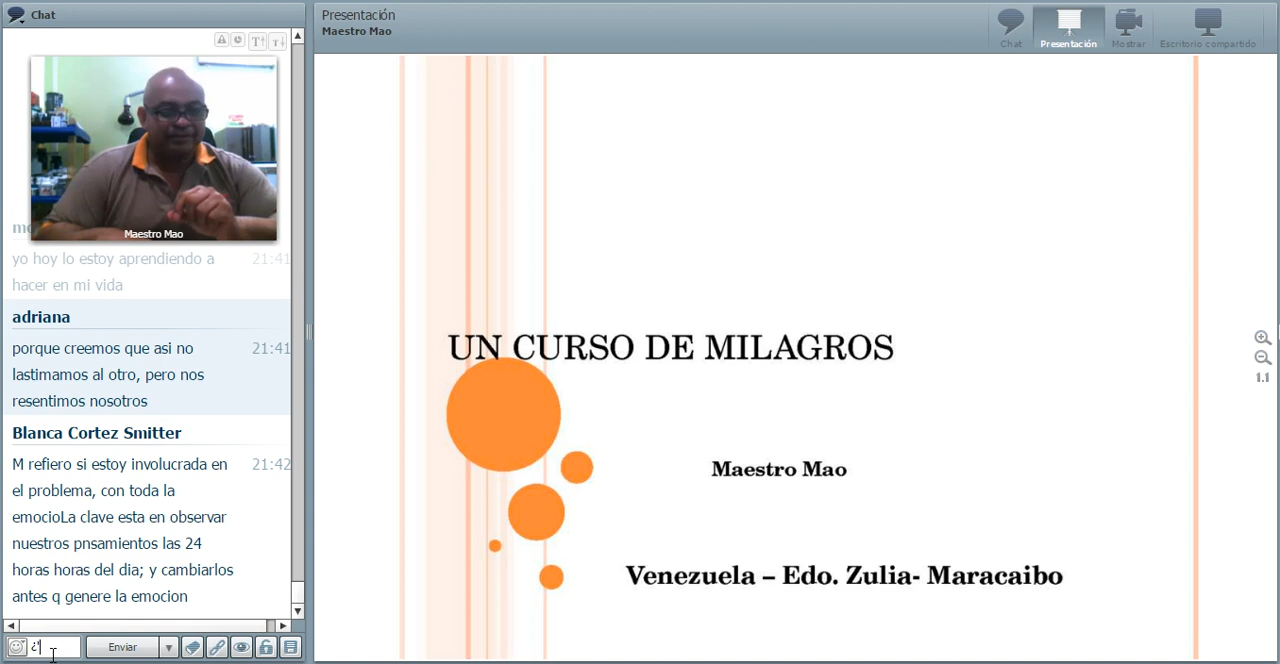 Chat
Presentación
Maestro Mao
Chat
Presentación
Mostrar
Escritorio compartido
Maestro Mao
yo hoy lo estoy aprendiendo a
21:41
hacer en mi vida
adriana
porque creemos que asi no
21:41
lastimamos al otro, pero nos
resentimos nosotros
Blanca Cortez Smitter
M refiero si estoy involucrada en
21:42
el problema, con toda la
emocioLa clave esta en observar
nuestros pnsamientos las 24
horas horas del dia; y cambiarlos
antes q genere la emocion
Enviar
UN CURSO DE MILAGROS
Maestro Mao
Venezuela – Edo. Zulia- Maracaibo
1.1